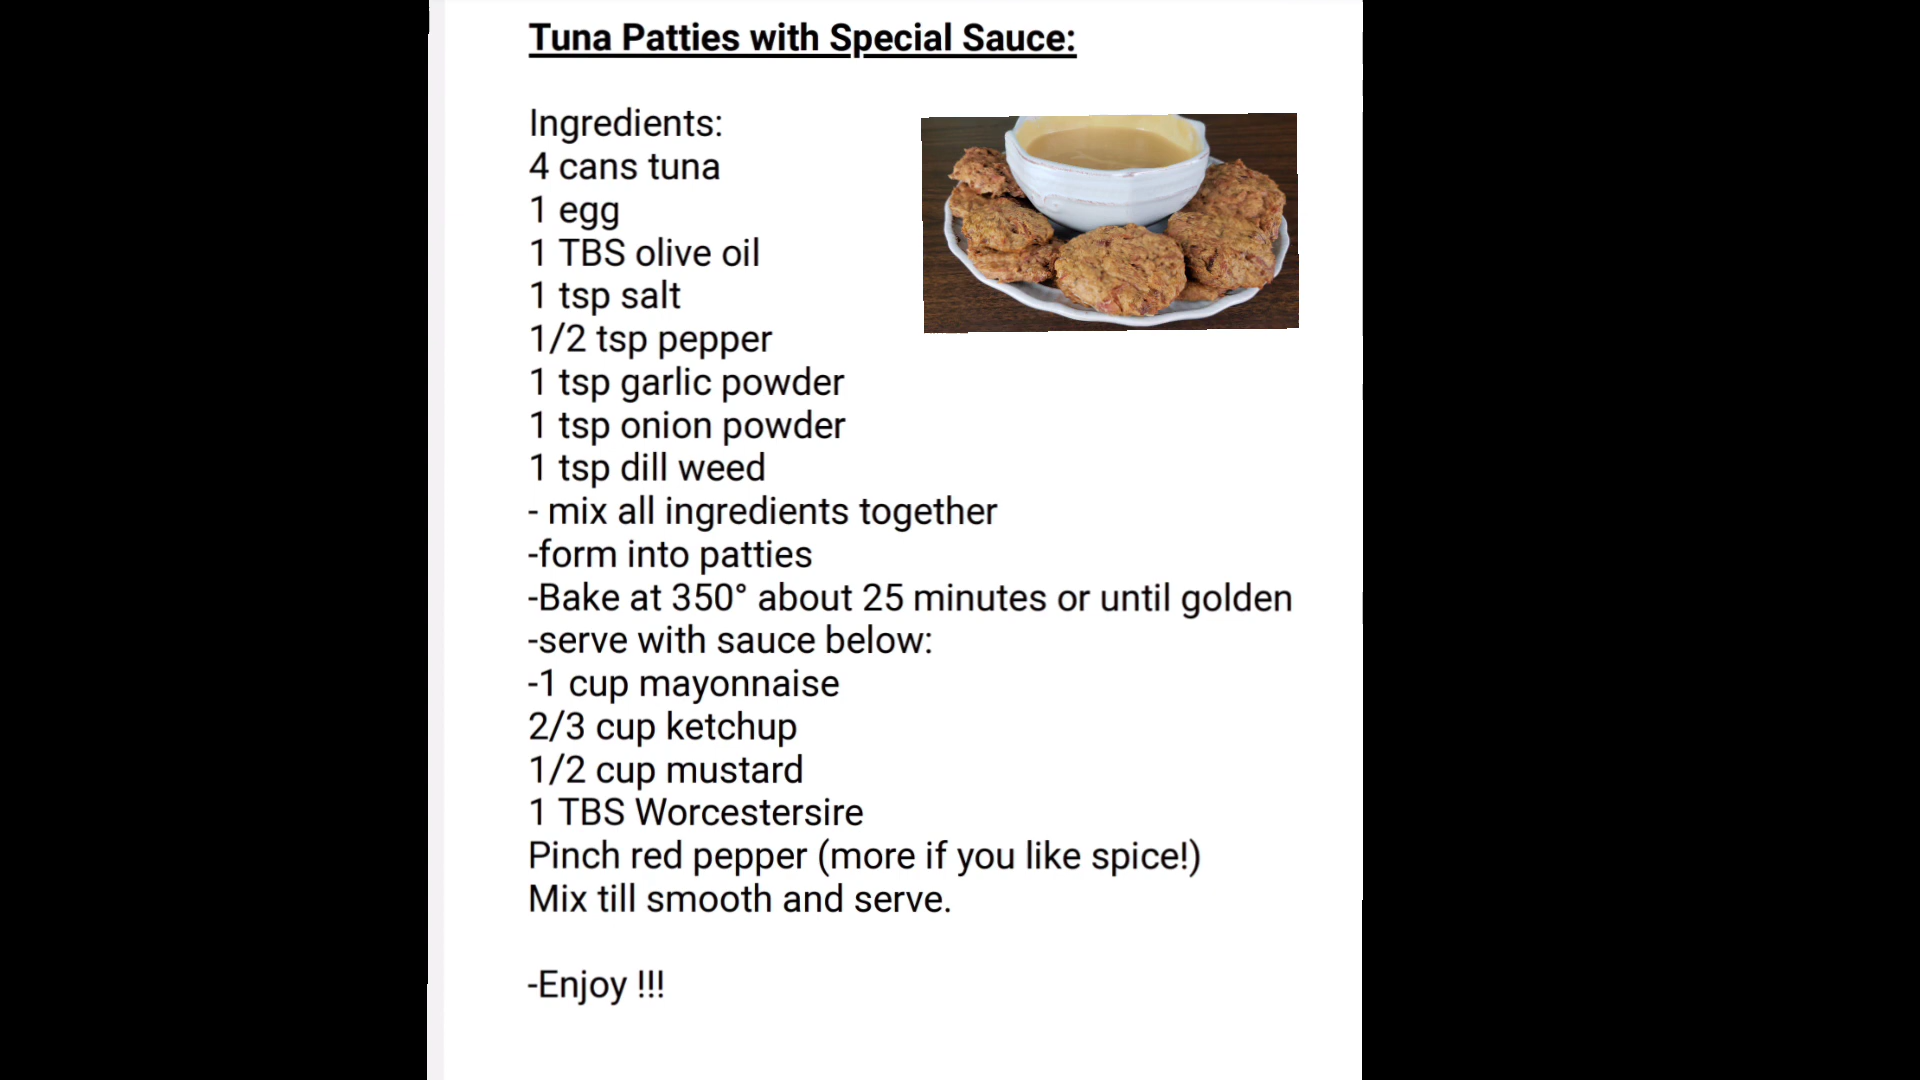 Tuna Patties with Special Sauce:
Ingredients:
4 cans tuna
1 egg
1 TBS olive oil
1 tsp salt
1/2 tsp pepper
1 tsp garlic powder
1 tsp onion powder
1 tsp dill weed
- mix all ingredients together
-form into patties
-Bake at 350° about 25 minutes or until golden
-serve with sauce below:
-1 cup mayonnaise
2/3 cup ketchup
1/2 cup mustard
1 TBS Worcestersire
Pinch red pepper (more if you like spice!)
Mix till smooth and serve.
-Enjoy !!!